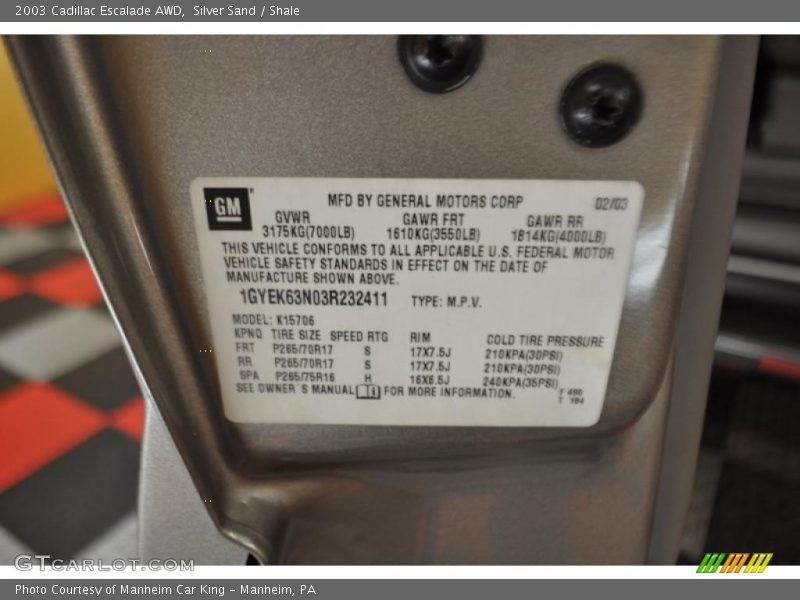 2003 Cadillac Escalade AWD, Silver Sand / Shale
GM
MFD BY GENERAL MOTORS CORP 02/03
GVWR GAWR FRT GAWR RR
3175KG(7000LB) 1610KG(3550LB) 1814KG(4000LB)
THIS VEHICLE CONFORMS TO ALL APPLICABLE U.S. FEDERAL MOTOR
VEHICLE SAFETY STANDARDS IN EFFECT ON THE DATE OF
MANUFACTURE SHOWN ABOVE.
1GYEK63N03R232411 TYPE: M.P.V.
MODEL: K15706
KPNQ TIRE SIZE SPEED RTG RIM COLD TIRE PRESSURE
FRT P265/70R17 S 17X7.5J 210KPA(30PSI)
RR P265/70R17 S 17X7.5J 210KPA(30PSI)
SPA P265/75R16 H 16X6.5J 240KPA(35PSI)
SEE OWNER'S MANUAL FOR MORE INFORMATION.
F 490
T 194
GTCARLOT.COM
Photo Courtesy of Manheim Car King - Manheim, PA